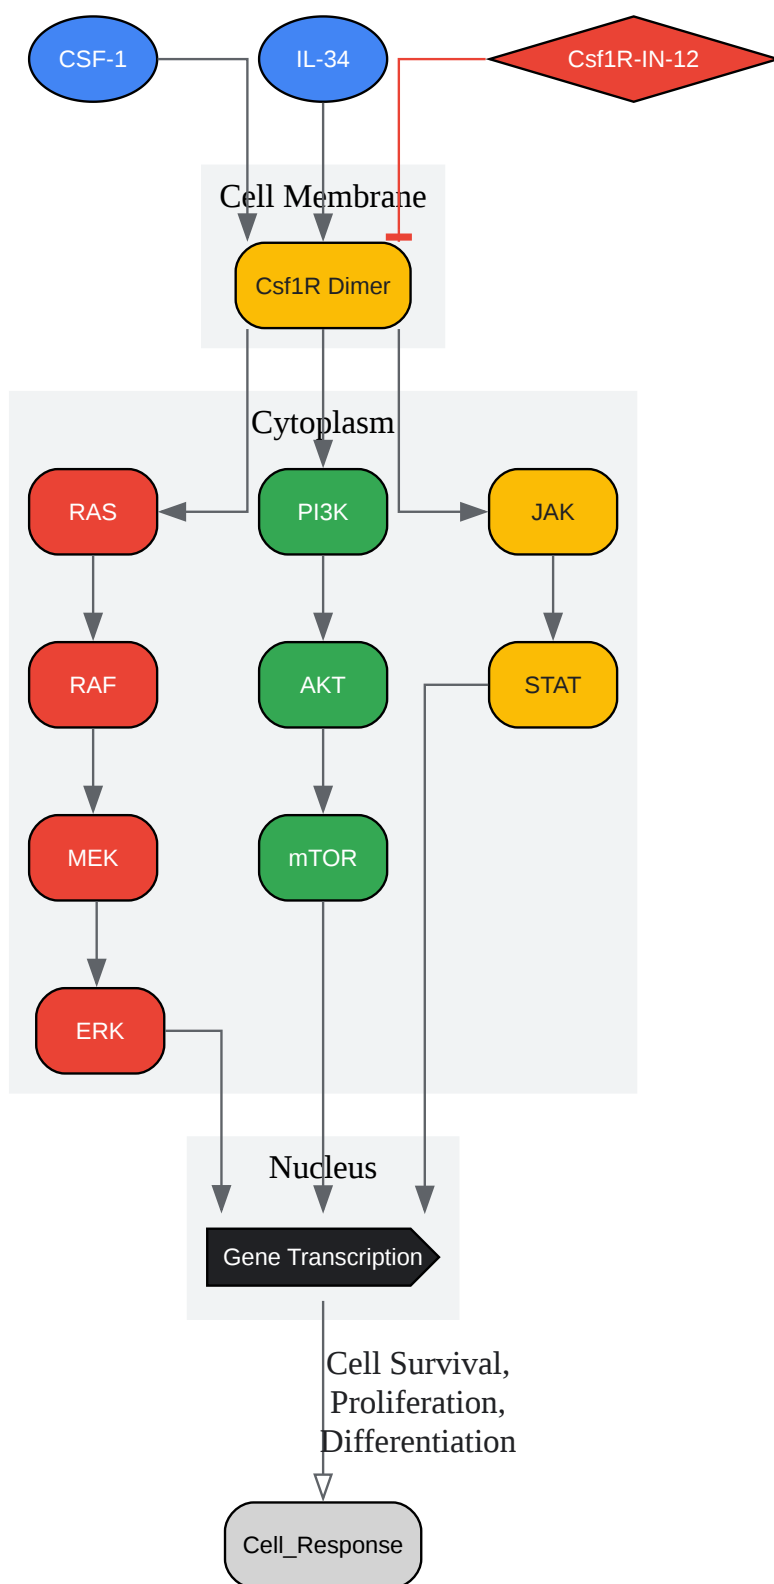 CSF-1
IL-34
Csf1R-IN-12
Cell Membrane
Csf1R Dimer
Cytoplasm
RAS
PI3K
JAK
RAF
AKT
STAT
MEK
mTOR
ERK
Nucleus
Gene Transcription
Cell Survival,
Proliferation,
Differentiation
Cell_Response